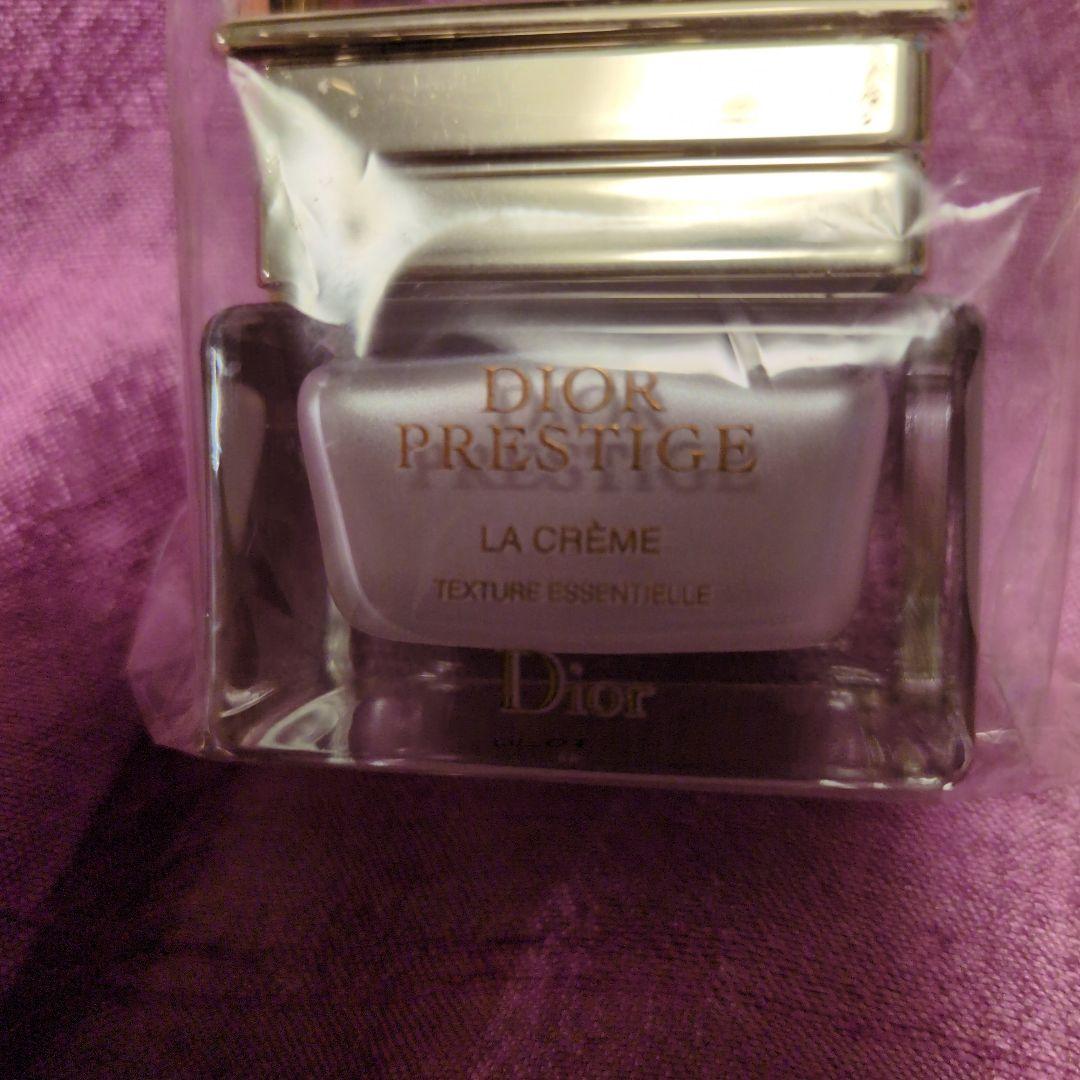 DIOR
PRESTIGE
LA CRÈME
TEXTURE ESSENTIELLE
Dior